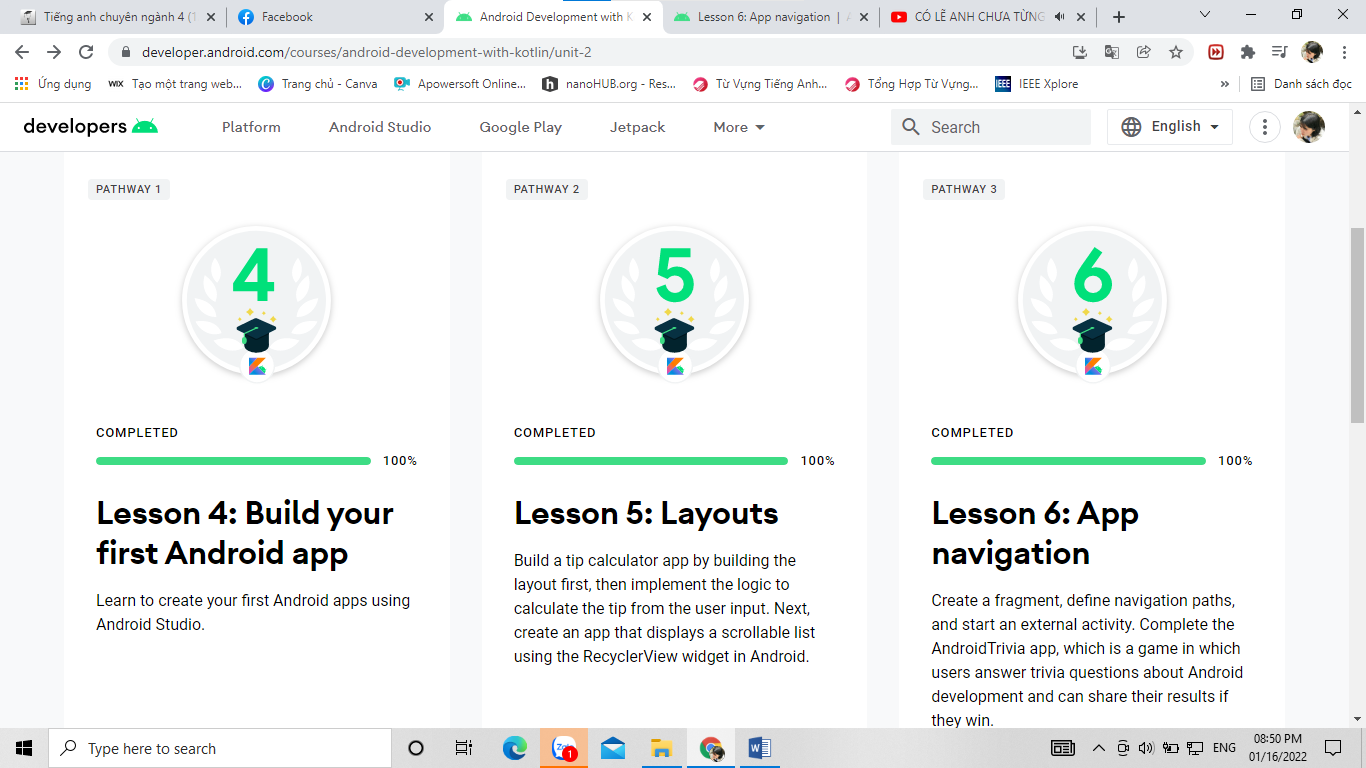 Tiếng anh chuyên ngành 4 (1
Facebook
Android Development with K
Lesson 6: App navigation | A
CÓ LẼ ANH CHƯA TỪNG
developer.android.com/courses/android-development-with-kotlin/unit-2
Ứng dụng
WIX Tạo một trang web...
Trang chủ - Canva
Apowersoft Online...
nanoHUB.org - Res...
Từ Vựng Tiếng Anh...
Tổng Hợp Từ Vựng...
IEEE IEEE Xplore
»
Danh sách đọc
developers
Platform
Android Studio
Google Play
Jetpack
More
Search
English
PATHWAY 1
4
COMPLETED
100%
Lesson 4: Build your
first Android app
Learn to create your first Android apps using
Android Studio.
PATHWAY 2
5
COMPLETED
100%
Lesson 5: Layouts
Build a tip calculator app by building the
layout first, then implement the logic to
calculate the tip from the user input. Next,
create an app that displays a scrollable list
using the RecyclerView widget in Android.
PATHWAY 3
6
COMPLETED
100%
Lesson 6: App
navigation
Create a fragment, define navigation paths,
and start an external activity. Complete the
AndroidTrivia app, which is a game in which
users answer trivia questions about Android
development and can share their results if
they win.
Type here to search
1
ENG
08:50 PM
01/16/2022